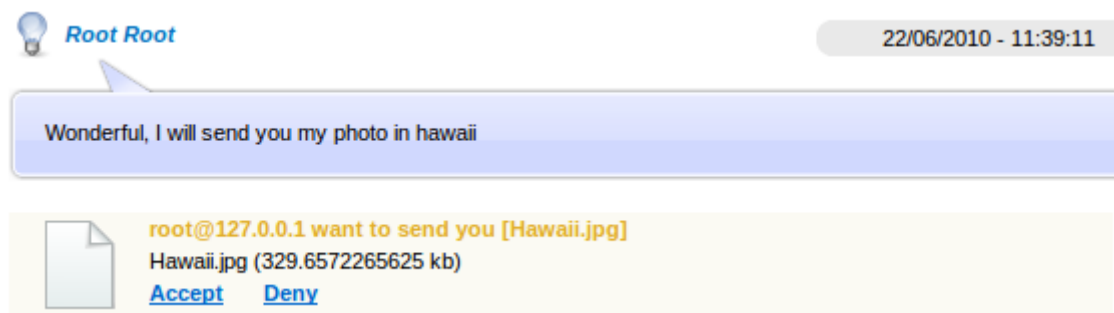 Root Root
22/06/2010 - 11:39:11
Wonderful, I will send you my photo in hawaii
root@127.0.0.1 want to send you [Hawaii.jpg]
Hawaii.jpg (329.6572265625 kb)
Accept Deny